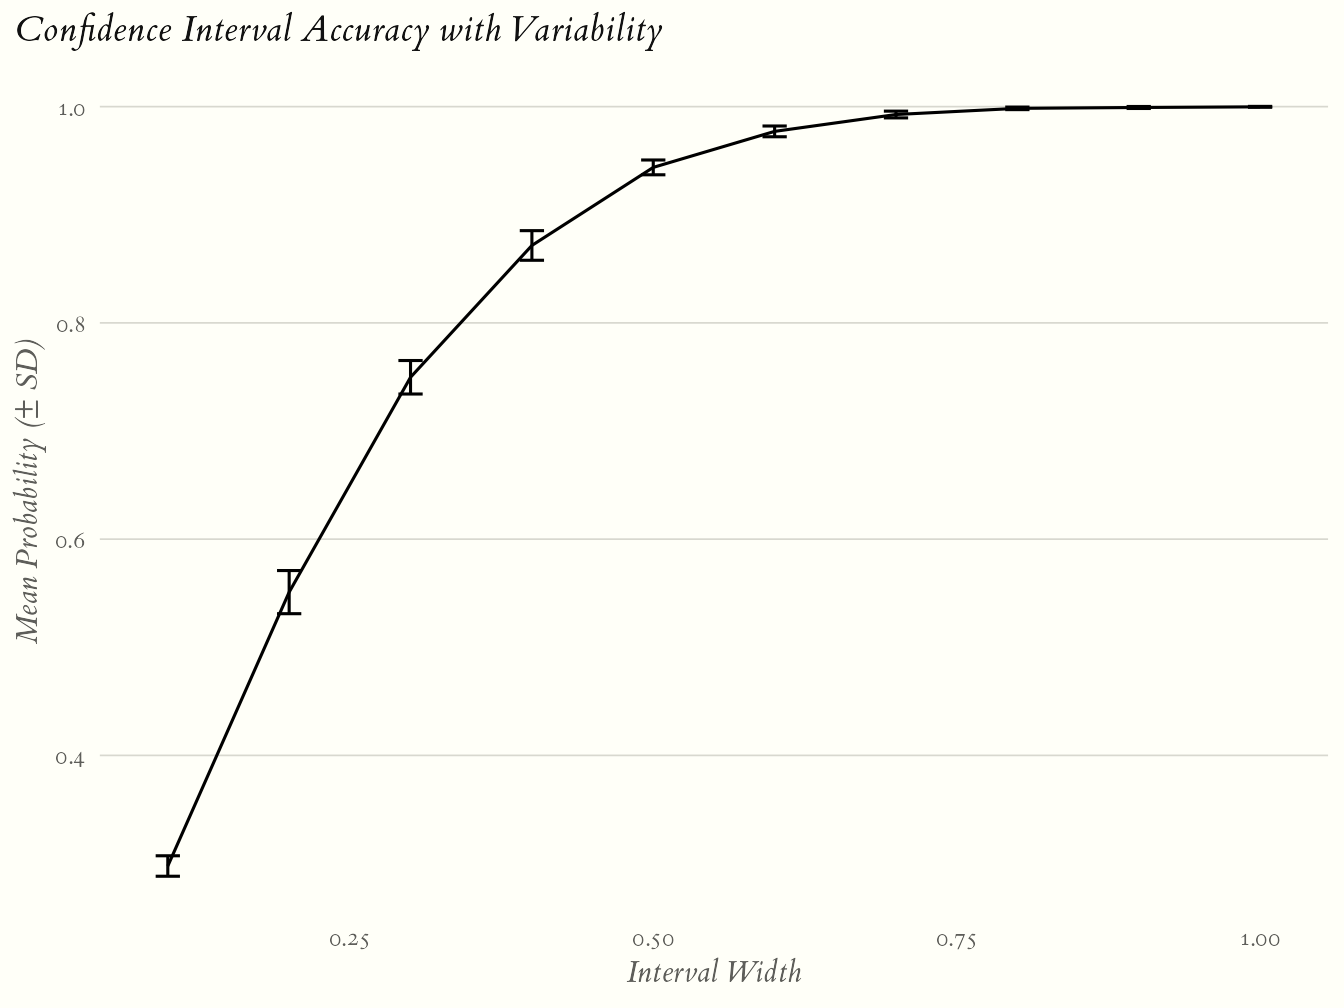 Confidence Interval Accuracy with Variability
Mean Probability (± SD)
1.0
0.8
0.6
0.4
0.25 0.50 0.75 1.00
Interval Width